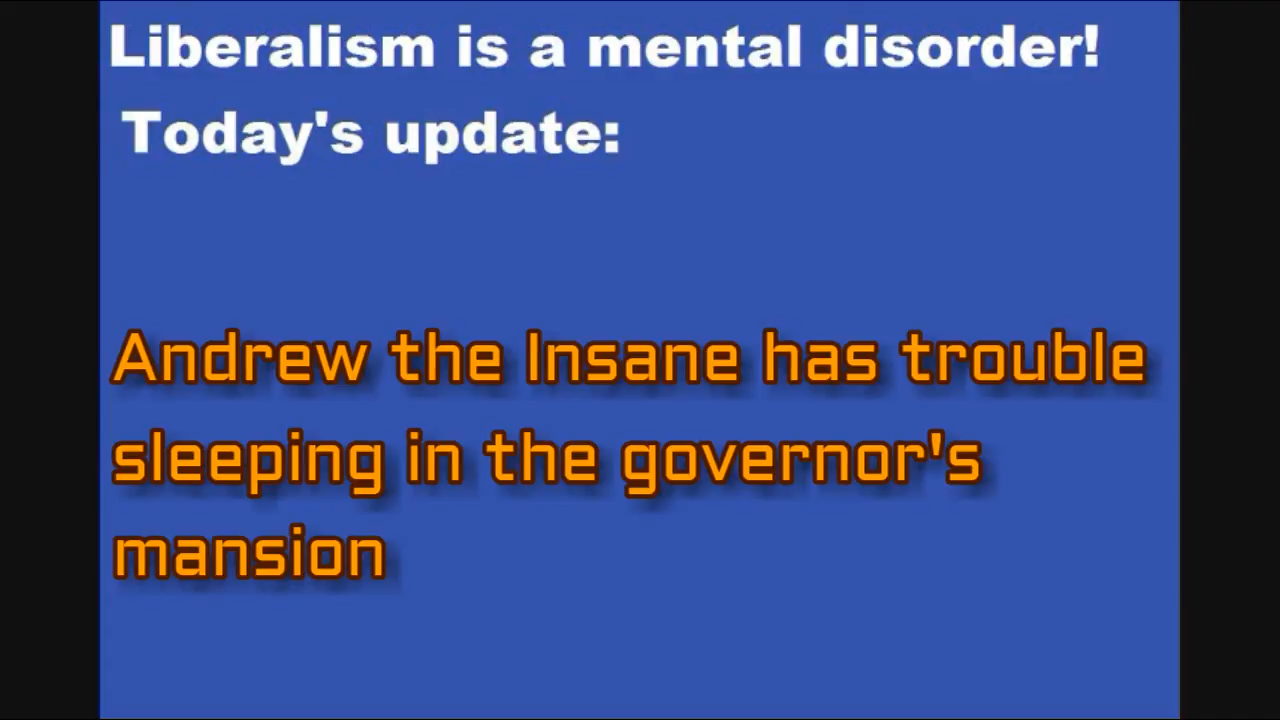 Liberalism is a mental disorder!
Today's update:
Andrew the Insane has trouble
sleeping in the governor's
mansion